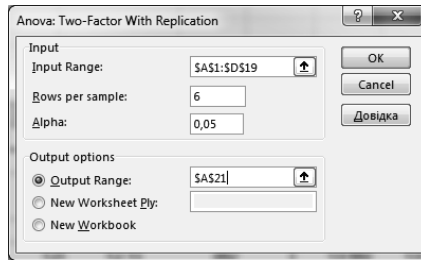 Anova: Two-Factor With Replication
Input
Input Range:
$A$1:$D$19
Rows per sample:
6
Alpha:
0,05
Output options
Output Range:
$A$21
New Worksheet Ply:
New Workbook
?
X
OK
Cancel
Довідка